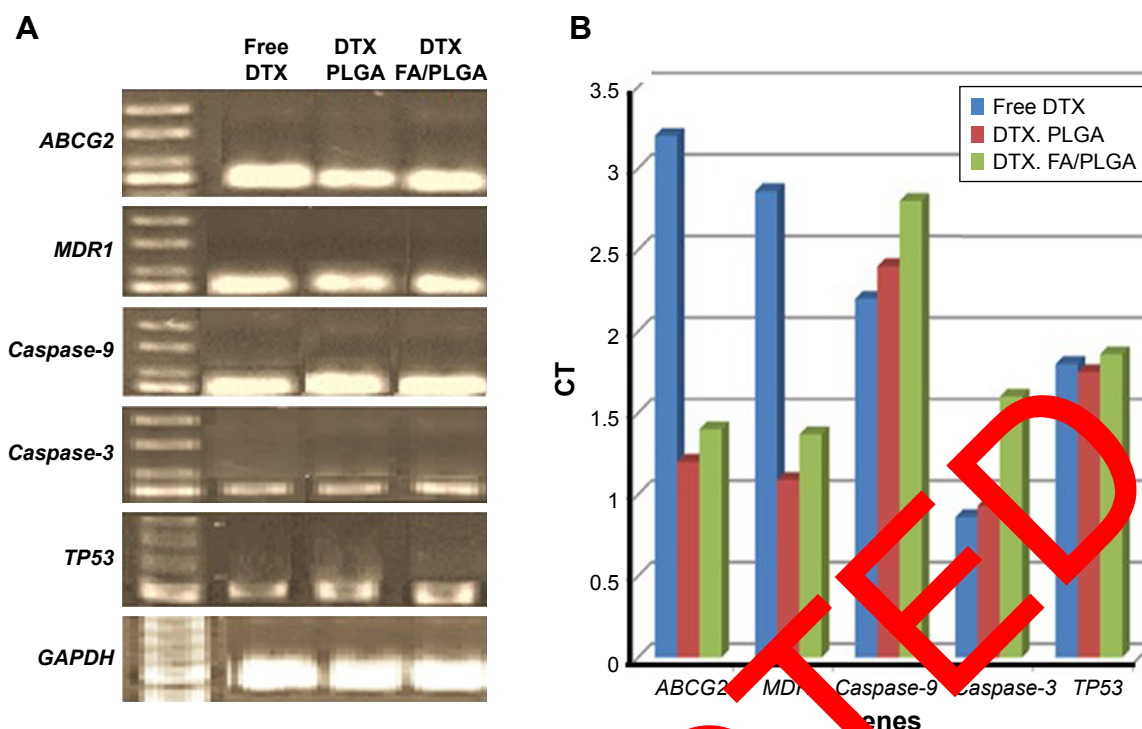 A
Free DTX
DTX PLGA
DTX FA/PLGA
ABCG2
MDR1
Caspase-9
Caspase-3
TP53
GAPDH
B
3.5
3
2.5
2
1.5
1
0.5
0
CT
Free DTX
DTX. PLGA
DTX. FA/PLGA
ABCG2
Caspase-9
Caspase-3
TP53
TED